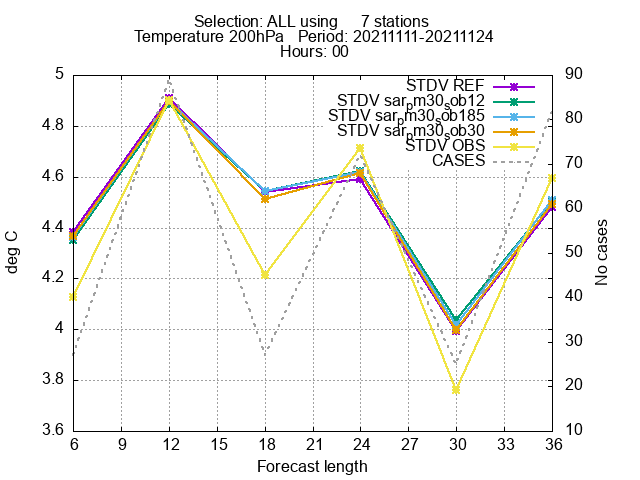 Selection: ALL using 7 stations
Temperature 200hPa Period: 20211111-20211124
Hours: 00
STDV REF
STDV sarpm30sob12
STDV sarpm30sob185
STDV sarpm30sob30
STDV OBS
CASES
5
4.8
4.6
4.4
4.2
4
3.8
3.6
deg C
90
80
70
60
50
40
30
20
10
No cases
6 9 12 15 18 21 24 27 30 33 36
Forecast length